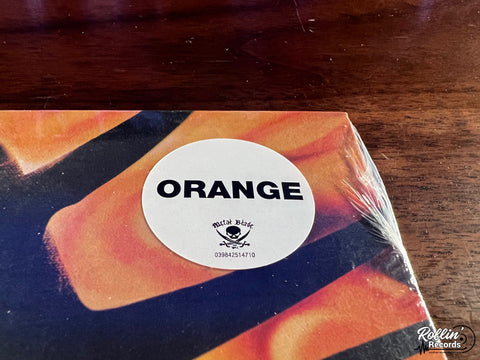 ORANGE
Metal Blade
039842514710
Rollin'
Records